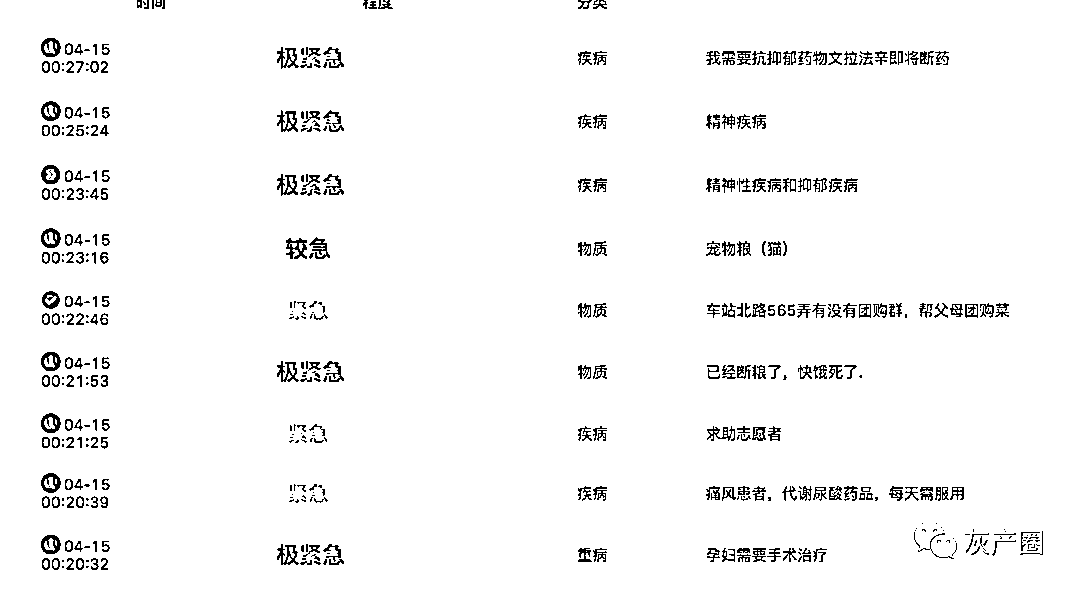 时间 程度 分类
04-15 极紧急 疾病 我需要抗抑郁药物文拉法辛即将断药
00:27:02
04-15 极紧急 疾病 精神疾病
00:25:24
04-15 极紧急 疾病 精神性疾病和抑郁疾病
00:23:45
04-15 较急 物质 宠物粮（猫）
00:23:16
04-15 紧急 物质 车站北路565弄有没有团购群，帮父母团购菜
00:22:46
04-15 极紧急 物质 已经断粮了，快饿死了.
00:21:53
04-15 紧急 疾病 求助志愿者
00:21:25
04-15 紧急 疾病 痛风患者，代谢尿酸药品，每天需服用
00:20:39
04-15 极紧急 重病 孕妇需要手术治疗
00:20:32
灰产圈